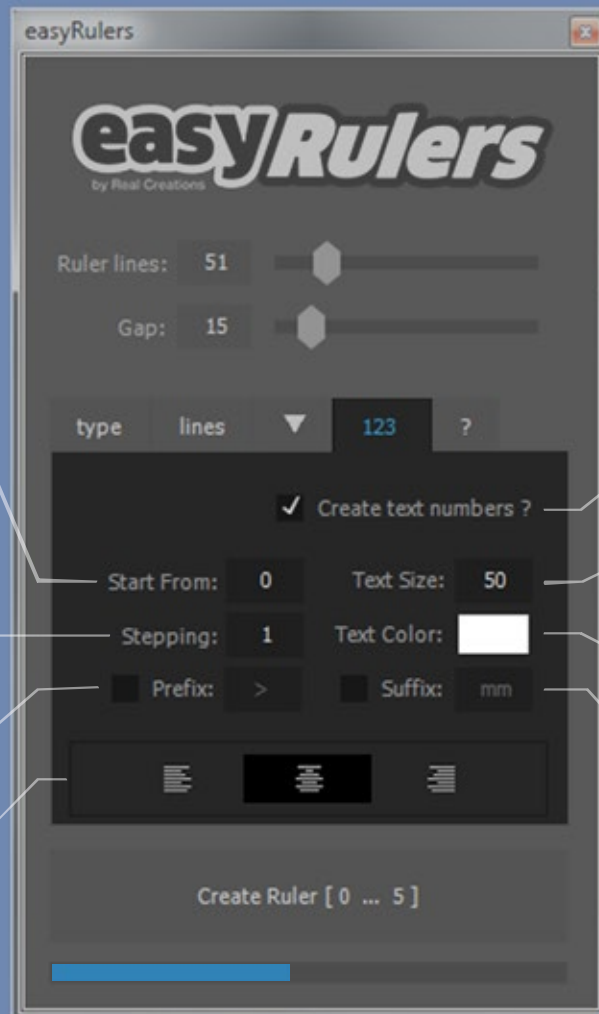 easyRulers
easyRulers
by Real Creations
Ruler lines: 51
Gap: 15
type lines 123 ?
Create text numbers ?
Start From: 0 Text Size: 50
Stepping: 1 Text Color:
Prefix: > Suffix: mm
Create Ruler [ 0 ... 5 ]